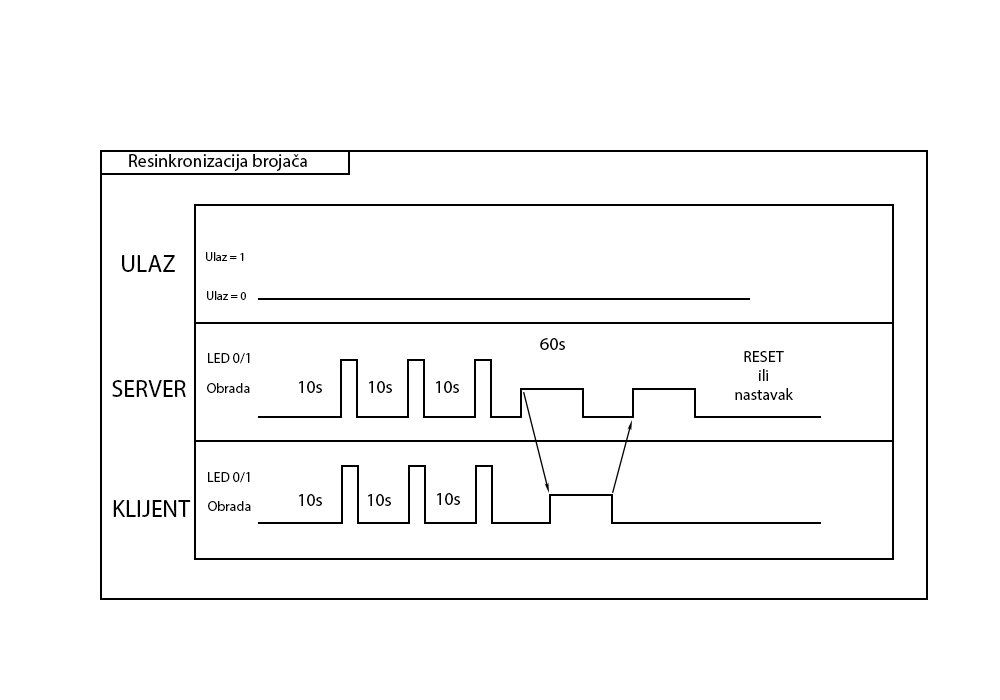 Resinkronizacija brojača
ULAZ
Ulaz = 1
Ulaz = 0
SERVER
LED 0/1
Obrada
10s
10s
10s
60s
RESET
ili
nastavak
KLIJENT
LED 0/1
Obrada
10s
10s
10s